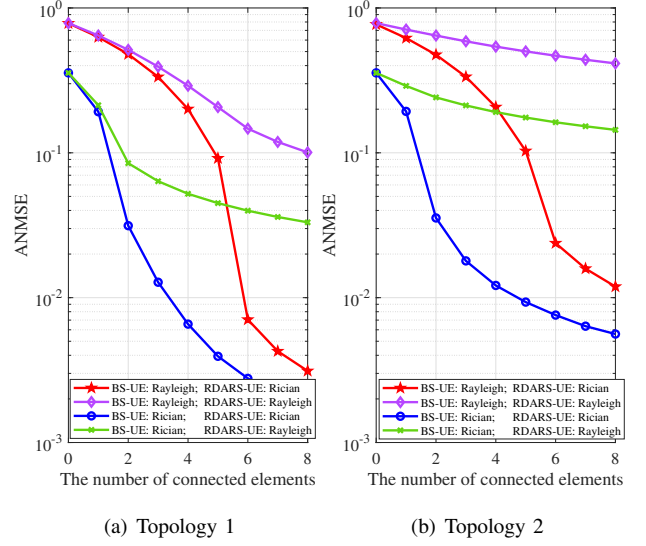 10^0
10^-1
10^-2
10^-3
ANMSE
0 2 4 6 8
The number of connected elements
BS-UE: Rayleigh; RDARS-UE: Rician
BS-UE: Rayleigh; RDARS-UE: Rayleigh
BS-UE: Rician; RDARS-UE: Rician
BS-UE: Rician; RDARS-UE: Rayleigh
(a) Topology 1
10^0
10^-1
10^-2
10^-3
ANMSE
0 2 4 6 8
The number of connected elements
BS-UE: Rayleigh; RDARS-UE: Rician
BS-UE: Rayleigh; RDARS-UE: Rayleigh
BS-UE: Rician; RDARS-UE: Rician
BS-UE: Rician; RDARS-UE: Rayleigh
(b) Topology 2